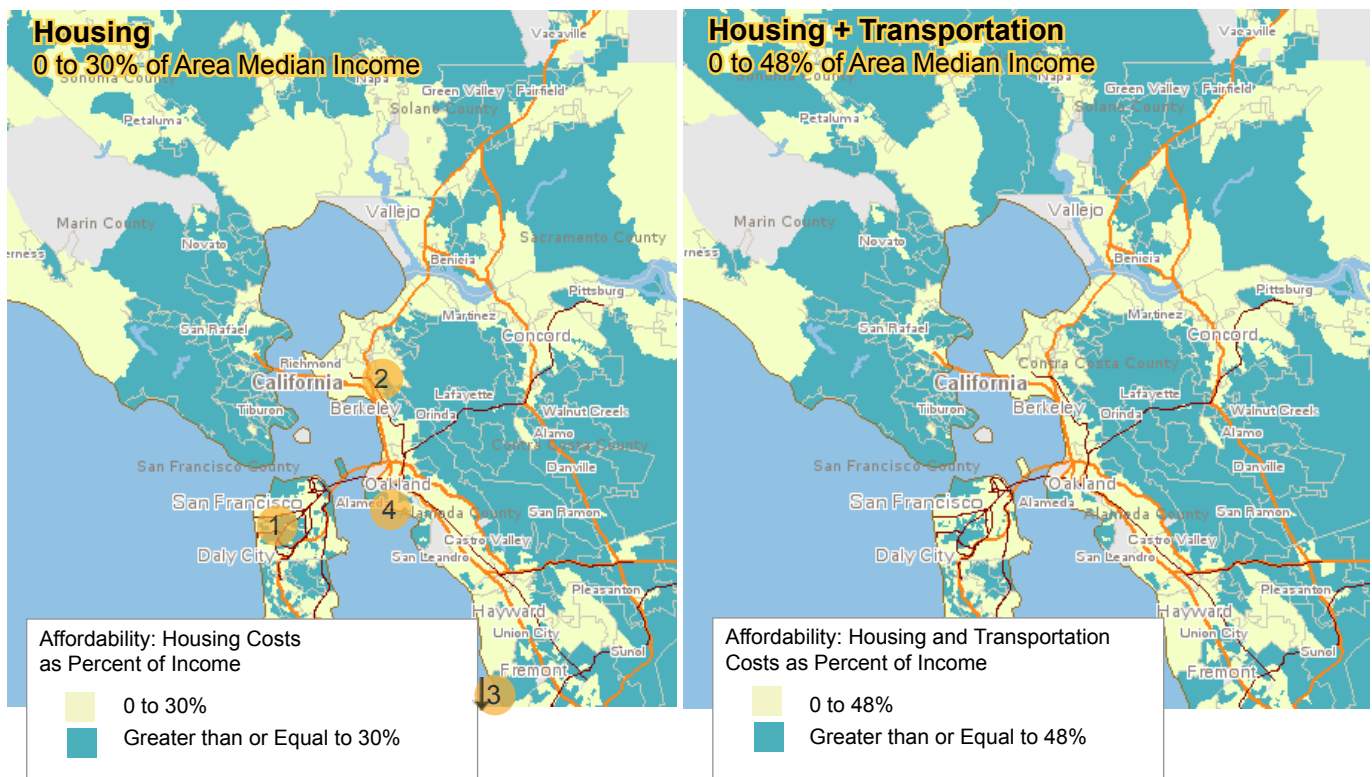 Housing
0 to 30% of Area Median Income
Sonoma County
Napa
Vacaville
Green Valley
Fairfield
Solano County
Petaluma
Marin County
Vallejo
Novato
Sacramento County
erness
Benicia
Pittsburg
San Rafael
Martinez
Concord
Richmond
California
2
Berkeley
Lafayette
Orinda
Walnut Creek
Tiburon
Alamo
Contra Costa County
San Francisco County
Danville
Oakland
San Francisco
Alameda
4
Alameda County
San Ramon
1
Daly City
Castro Valley
San Leandro
Pleasanton
Hayward
Union City
Sunol
Fremont
3
Affordability: Housing Costs
as Percent of Income
0 to 30%
Greater than or Equal to 30%
Housing + Transportation
0 to 48% of Area Median Income
Sonoma County
Napa
Vacaville
Green Valley
Fairfield
Solano County
Petaluma
Marin County
Vallejo
Novato
Sacramento County
erness
Benicia
Pittsburg
San Rafael
Martinez
Concord
Contra Costa County
California
Berkeley
Lafayette
Orinda
Walnut Creek
Tiburon
Alamo
San Francisco County
Danville
Oakland
San Francisco
Alameda
Alameda County
San Ramon
Daly City
Castro Valley
San Leandro
Pleasanton
Hayward
Union City
Sunol
Fremont
Affordability: Housing and Transportation
Costs as Percent of Income
0 to 48%
Greater than or Equal to 48%